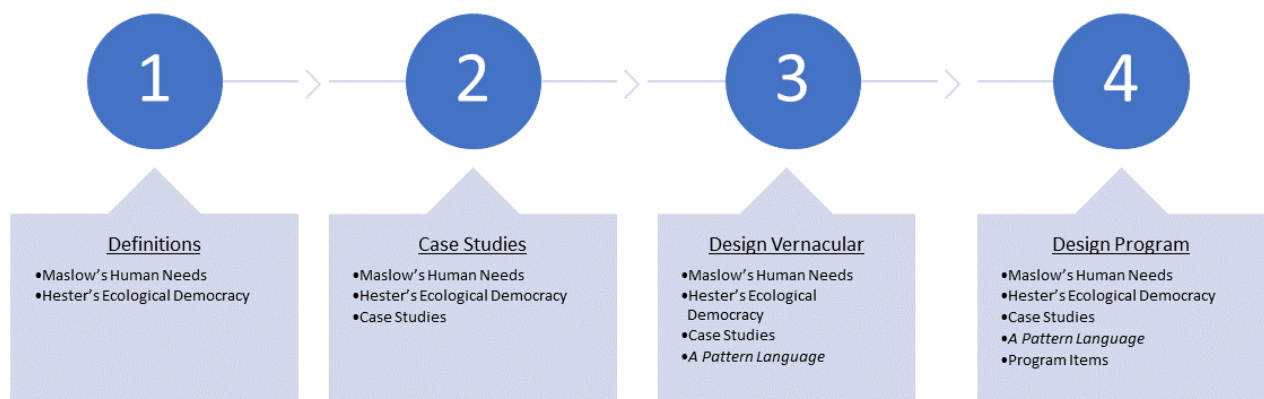 1
2
3
4
Definitions
•Maslow's Human Needs
•Hester's Ecological Democracy
Case Studies
•Maslow's Human Needs
•Hester's Ecological Democracy
•Case Studies
Design Vernacular
•Maslow's Human Needs
•Hester's Ecological
Democracy
•Case Studies
•A Pattern Language
Design Program
•Maslow's Human Needs
•Hester's Ecological Democracy
•Case Studies
•A Pattern Language
•Program Items